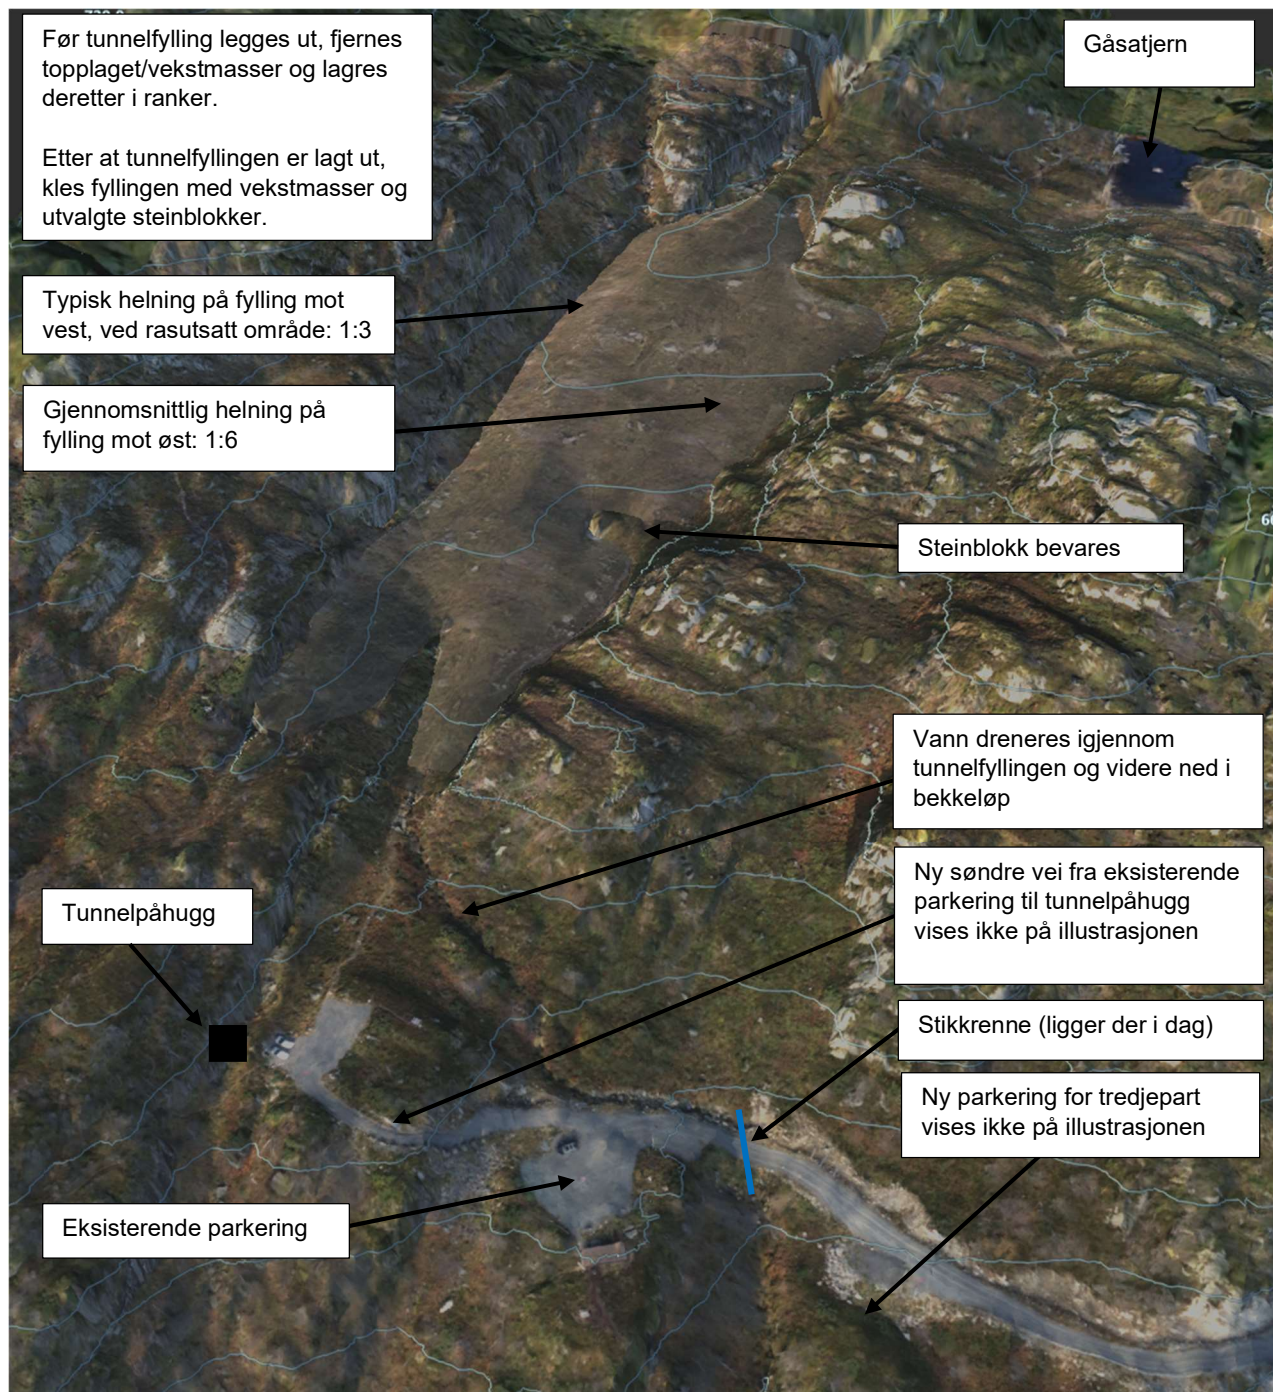 Før tunnelfylling legges ut, fjernes
topplaget/vekstmasser og lagres
deretter i ranker.
Etter at tunnelfyllingen er lagt ut,
kles fyllingen med vekstmasser og
utvalgte steinblokker.
Gåsatjern
Typisk helning på fylling mot
vest, ved rasutsatt område: 1:3
Gjennomsnittlig helning på
fylling mot øst: 1:6
Steinblokk bevares
Vann dreneres igjennom
tunnelfyllingen og videre ned i
bekkeløp
Ny søndre vei fra eksisterende
parkering til tunnelpåhugg
vises ikke på illustrasjonen
Tunnelpåhugg
Stikkrenne (ligger der i dag)
Ny parkering for tredjepart
vises ikke på illustrasjonen
Eksisterende parkering